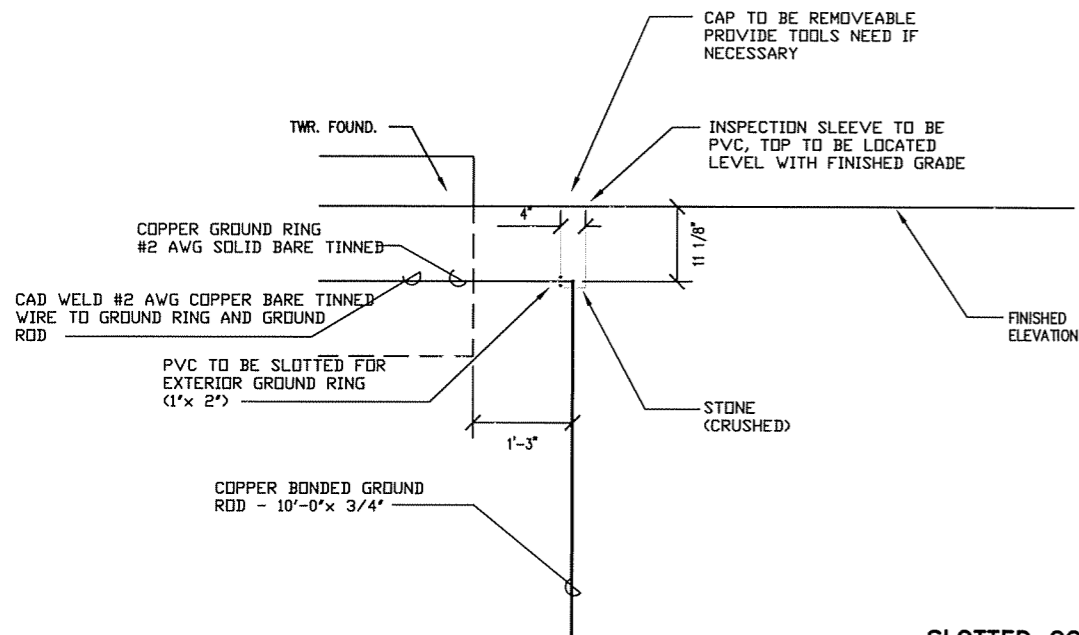 CAP TO BE REMOVEABLE
PROVIDE TOOLS NEED IF
NECESSARY
TWR. FOUND.
INSPECTION SLEEVE TO BE
PVC, TOP TO BE LOCATED
LEVEL WITH FINISHED GRADE
4"
COPPER GROUND RING
#2 AWG SOLID BARE TINNED
11 1/8"
CAD WELD #2 AWG COPPER BARE TINNED
WIRE TO GROUND RING AND GROUND
ROD
FINISHED
ELEVATION
PVC TO BE SLOTTED FOR
EXTERIOR GROUND RING
(1"x 2")
STONE
(CRUSHED)
1'-3"
COPPER BONDED GROUND
ROD - 10'-0"x 3/4"